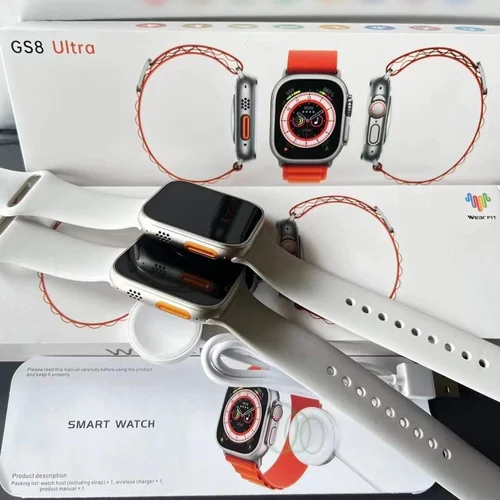 GS8 Ultra
Wear FIT
Please read this manual carefully before using the product
and keep it properly
SMART WATCH
Product description
Packing list: watch host (including strap) × 1, wireless charger × 1,
product manual × 1